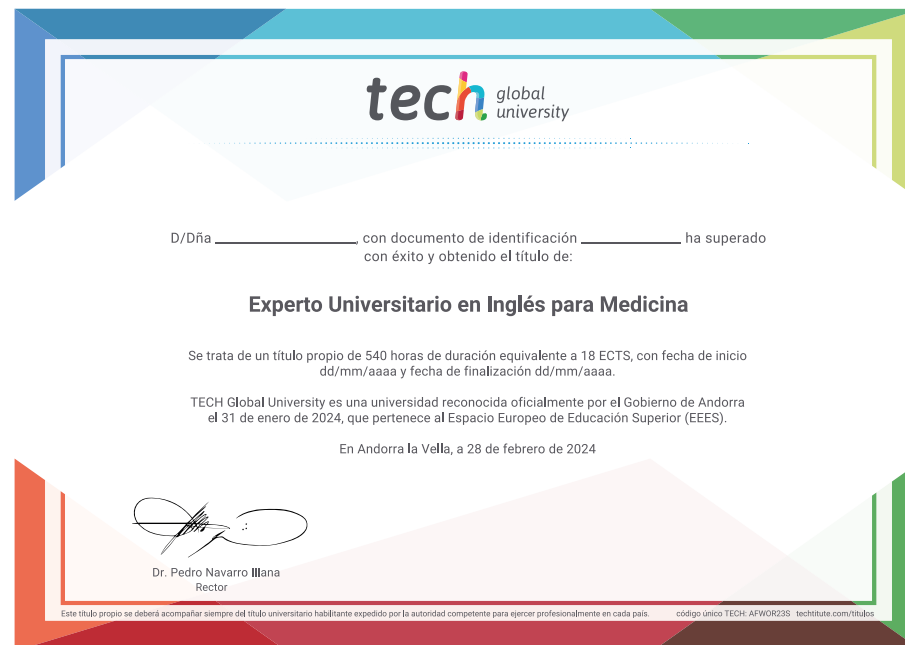 tech global university
D/Dña ______________, con documento de identificación __________ ha superado
con éxito y obtenido el título de:
Experto Universitario en Inglés para Medicina
Se trata de un título propio de 540 horas de duración equivalente a 18 ECTS, con fecha de inicio
dd/mm/aaaa y fecha de finalización dd/mm/aaaa.
TECH Global University es una universidad reconocida oficialmente por el Gobierno de Andorra
el 31 de enero de 2024, que pertenece al Espacio Europeo de Educación Superior (EEES).
En Andorra la Vella, a 28 de febrero de 2024
Dr. Pedro Navarro Illana
Rector
Este título propio se deberá acompañar siempre del título universitario habilitante expedido por la autoridad competente para ejercer profesionalmente en cada país. código único TECH: AFWOR23S techtitute.com/titulos